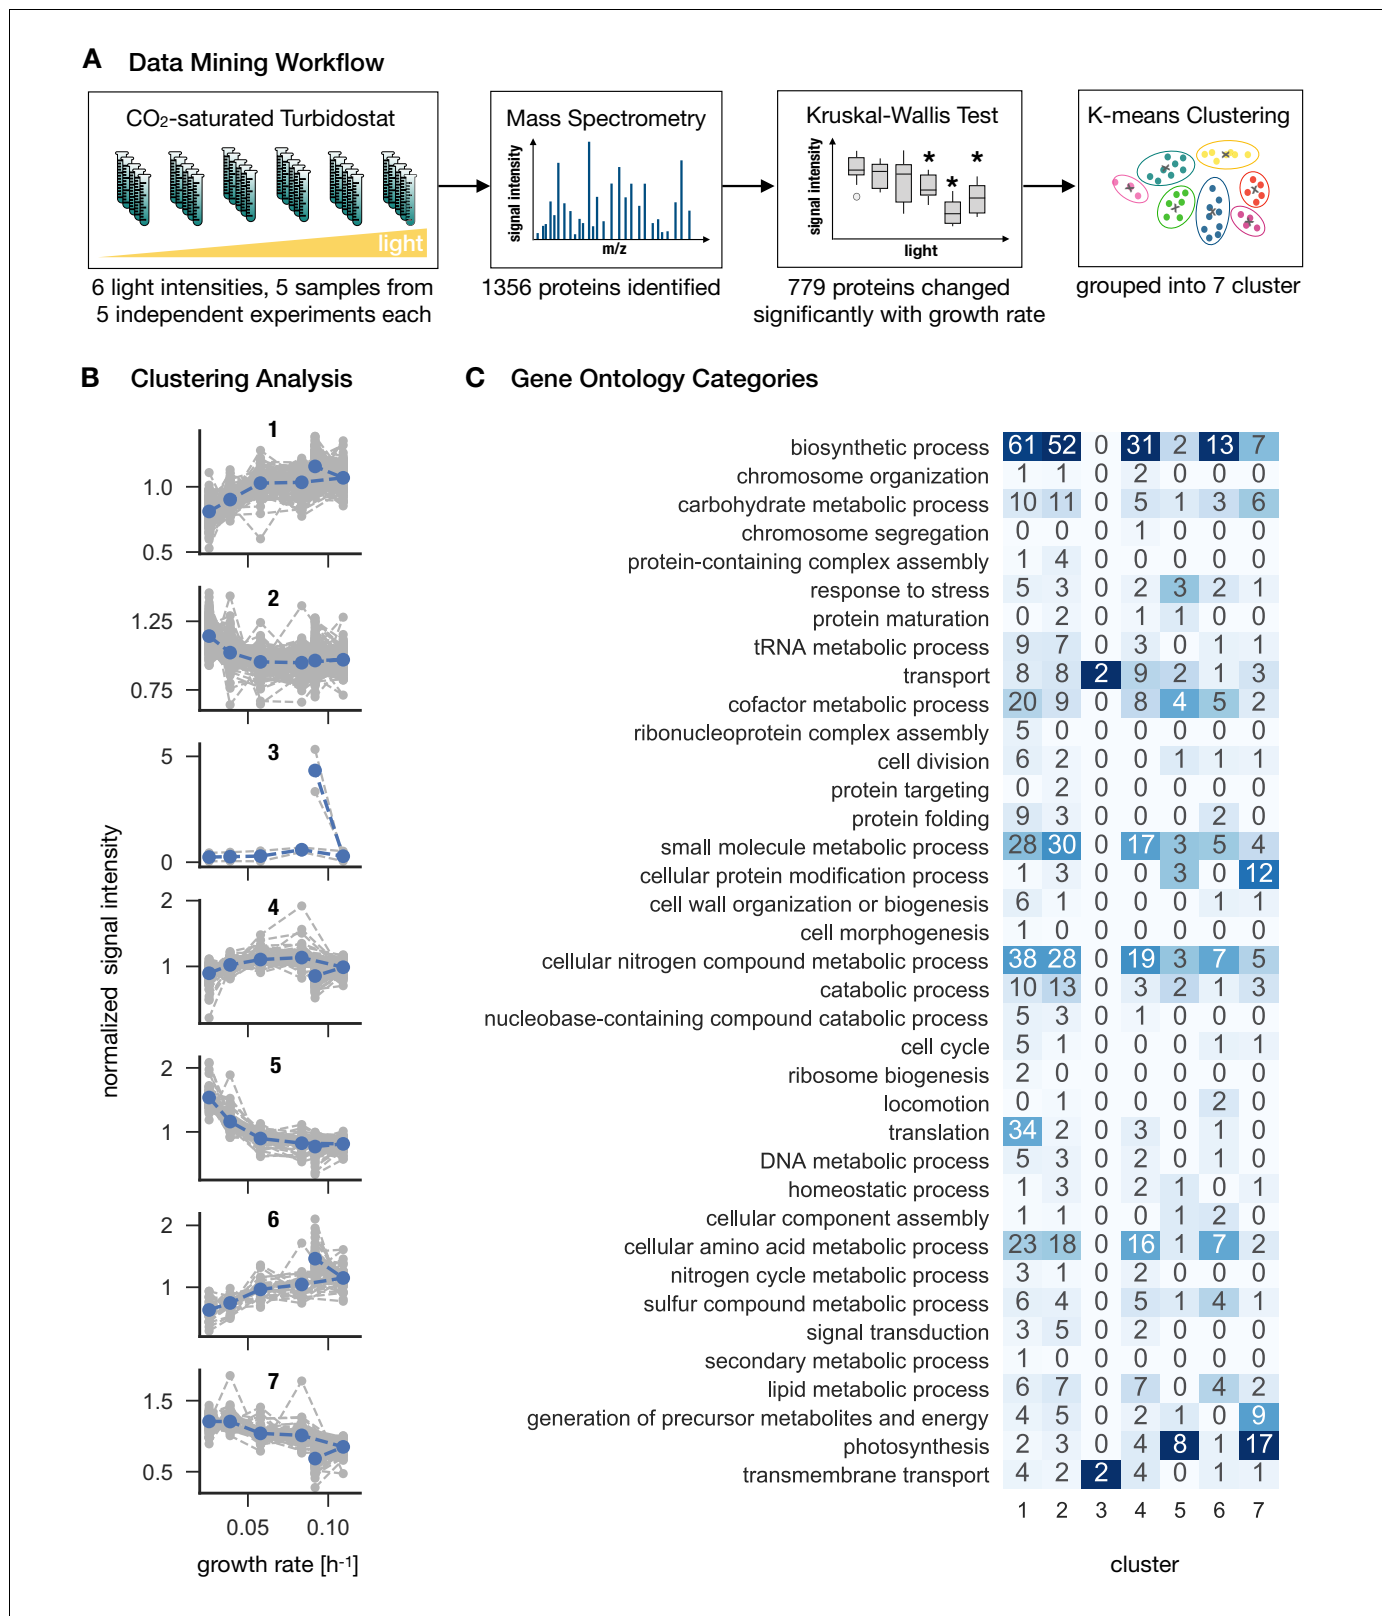 A Data Mining Workflow
CO2-saturated Turbidostat
light
6 light intensities, 5 samples from
5 independent experiments each
Mass Spectrometry
signal intensity
m/z
1356 proteins identified
Kruskal-Wallis Test
signal intensity
* * *
light
779 proteins changed
significantly with growth rate
K-means Clustering
grouped into 7 cluster
B Clustering Analysis
normalized signal intensity
1
1.0
0.5
2
1.25
0.75
3
5
0
4
2
1
5
2
1
6
2
1
7
1.5
0.5
0.05 0.10
growth rate [h-1]
C Gene Ontology Categories
biosynthetic process 61 52 0 31 2 13 7
chromosome organization 1 1 0 2 0 0 0
carbohydrate metabolic process 10 11 0 5 1 3 6
chromosome segregation 0 0 0 1 0 0 0
protein-containing complex assembly 1 4 0 0 0 0 0
response to stress 5 3 0 2 3 2 1
protein maturation 0 2 0 1 1 0 0
tRNA metabolic process 9 7 0 3 0 1 1
transport 8 8 2 9 2 1 3
cofactor metabolic process 20 9 0 8 4 5 2
ribonucleoprotein complex assembly 5 0 0 0 0 0 0
cell division 6 2 0 0 1 1 1
protein targeting 0 2 0 0 0 0 0
protein folding 9 3 0 0 0 2 0
small molecule metabolic process 28 30 0 17 3 5 4
cellular protein modification process 1 3 0 0 3 0 12
cell wall organization or biogenesis 6 1 0 0 0 1 1
cell morphogenesis 1 0 0 0 0 0 0
cellular nitrogen compound metabolic process 38 28 0 19 3 7 5
catabolic process 10 13 0 3 2 1 3
nucleobase-containing compound catabolic process 5 3 0 1 0 0 0
cell cycle 5 1 0 0 0 1 1
ribosome biogenesis 2 0 0 0 0 0 0
locomotion 0 1 0 0 0 2 0
translation 34 2 0 3 0 1 0
DNA metabolic process 5 3 0 2 0 1 0
homeostatic process 1 3 0 2 1 0 1
cellular component assembly 1 1 0 0 1 2 0
cellular amino acid metabolic process 23 18 0 16 1 7 2
nitrogen cycle metabolic process 3 1 0 2 0 0 0
sulfur compound metabolic process 6 4 0 5 1 4 1
signal transduction 3 5 0 2 0 0 0
secondary metabolic process 1 0 0 0 0 0 0
lipid metabolic process 6 7 0 7 0 4 2
generation of precursor metabolites and energy 4 5 0 2 1 0 9
photosynthesis 2 3 0 4 8 1 17
transmembrane transport 4 2 2 4 0 1 1
1 2 3 4 5 6 7
cluster